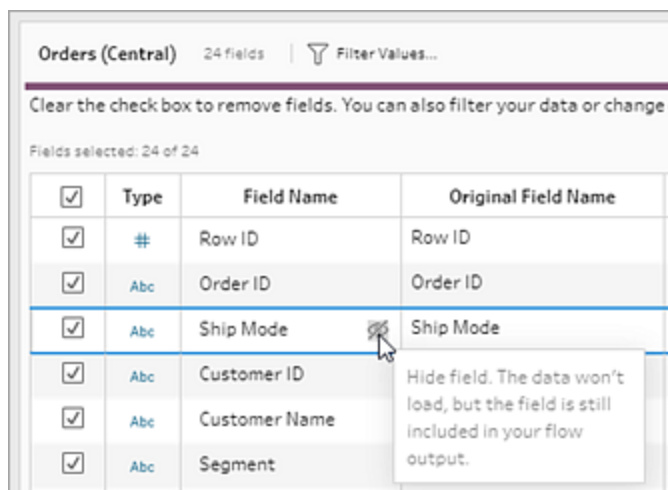 Orders (Central) 24 fields Filter Values...
Clear the check box to remove fields. You can also filter your data or change
Fields selected: 24 of 24
Type Field Name Original Field Name
# Row ID Row ID
Abc Order ID Order ID
Abc Ship Mode Ship Mode
Abc Customer ID
Abc Customer Name
Abc Segment
Hide field. The data won't
load, but the field is still
included in your flow
output.